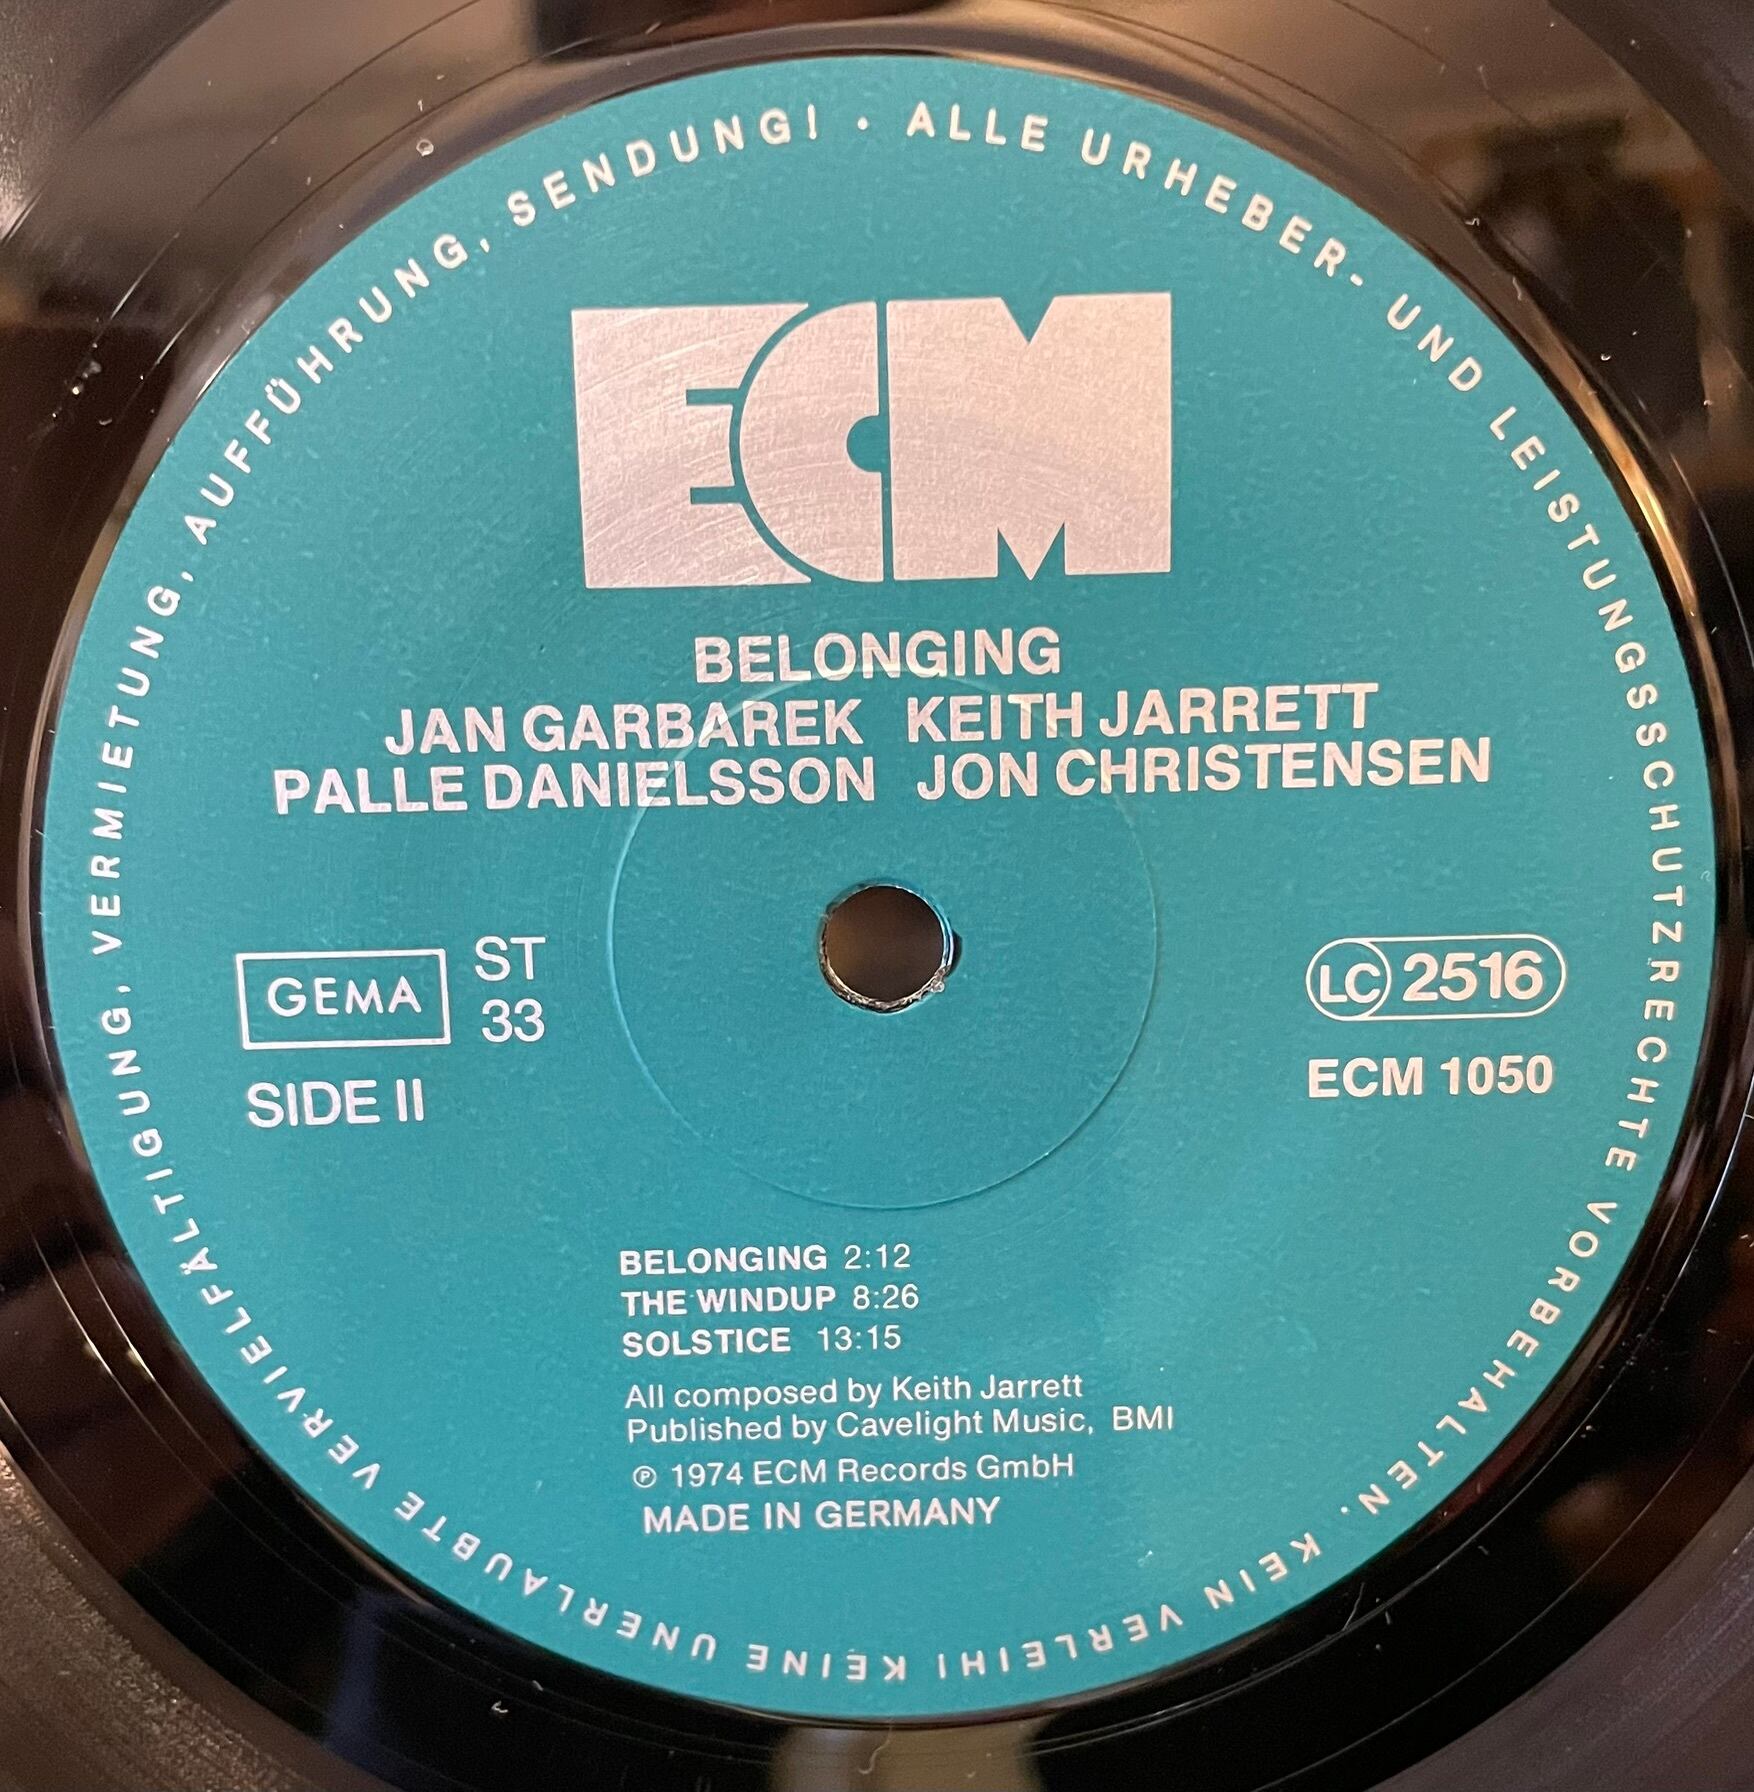 ALLE URHEBER- UND LEISTUNGSSCHUTZRECHTE VORBEHALTEN. KEIN VERLEIH! KEINE UNERLAUBTE VERVIELFÄLTIGUNG, VERMIETUNG, AUFFÜHRUNG, SENDUNG! ·
ECM
BELONGING
JAN GARBAREK KEITH JARRETT
PALLE DANIELSSON JON CHRISTENSEN
GEMA
ST
33
SIDE II
LC 2516
ECM 1050
BELONGING 2:12
THE WINDUP 8:26
SOLSTICE 13:15
All composed by Keith Jarrett
Published by Cavelight Music, BMI
℗ 1974 ECM Records GmbH
MADE IN GERMANY